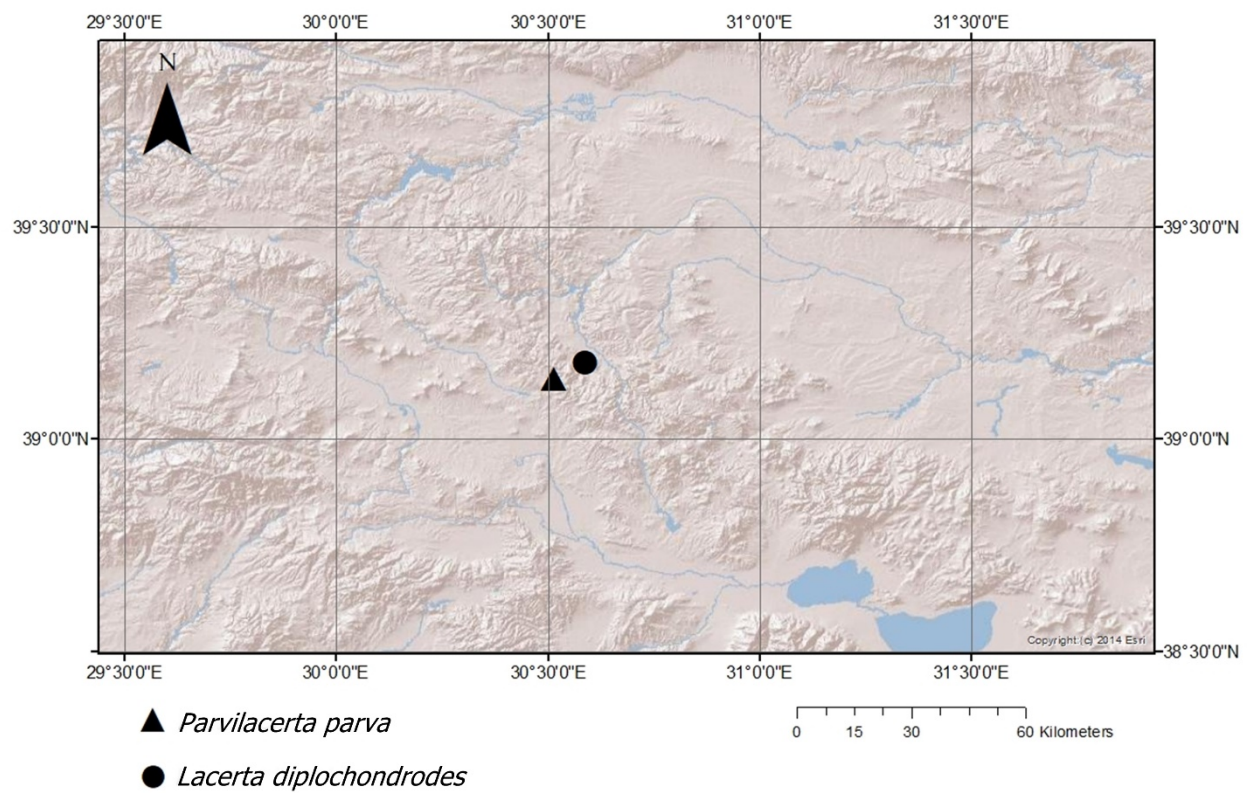 29°30'0"E 30°0'0"E 30°30'0"E 31°0'0"E 31°30'0"E
N
39°30'0"N 39°30'0"N
39°0'0"N 39°0'0"N
Copyright:(c) 2014 Esri
38°30'0"N
29°30'0"E 30°0'0"E 30°30'0"E 31°0'0"E 31°30'0"E
Parvilacerta parva
0 15 30 60 Kilometers
Lacerta diplochondrodes